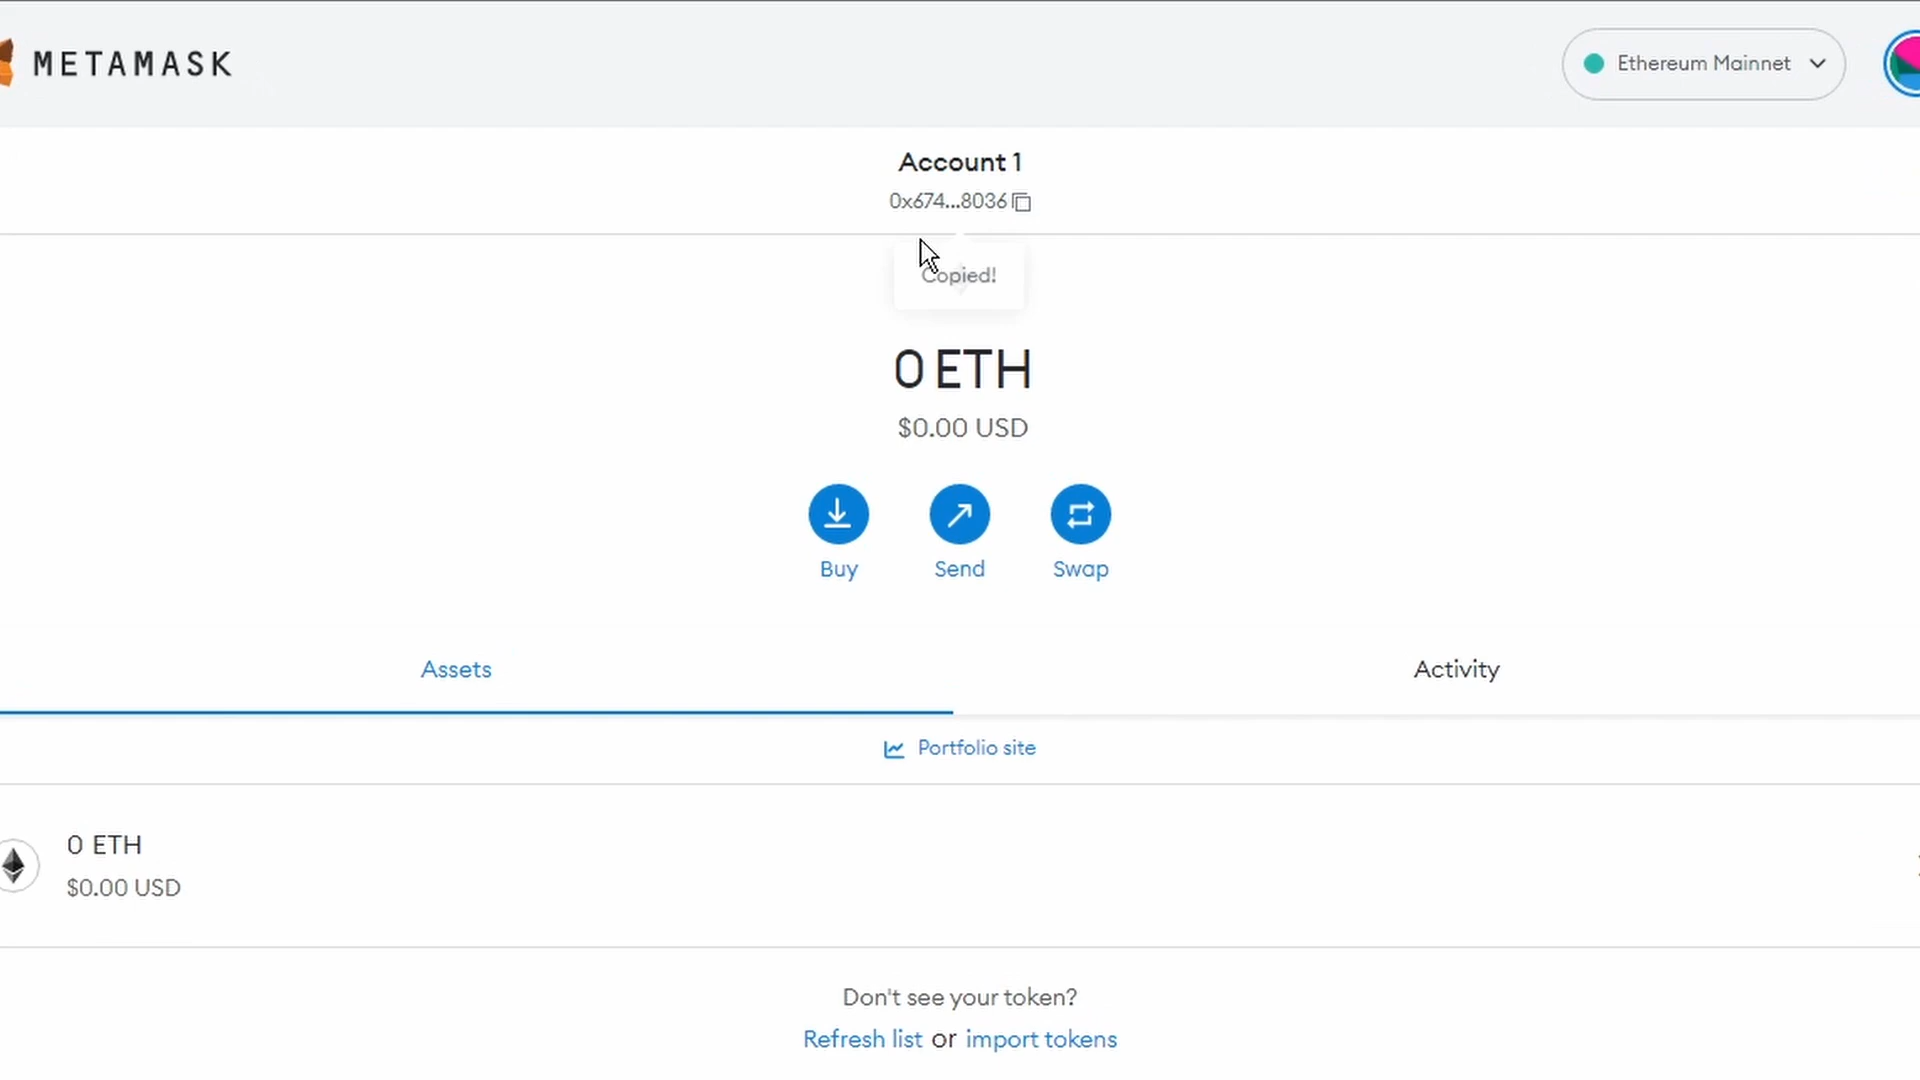 METAMASK
Ethereum Mainnet
Account 1
0x674...8036
Copied!
0 ETH
$0.00 USD
Buy
Send
Swap
Assets
Activity
Portfolio site
0 ETH
$0.00 USD
Don't see your token?
Refresh list or import tokens